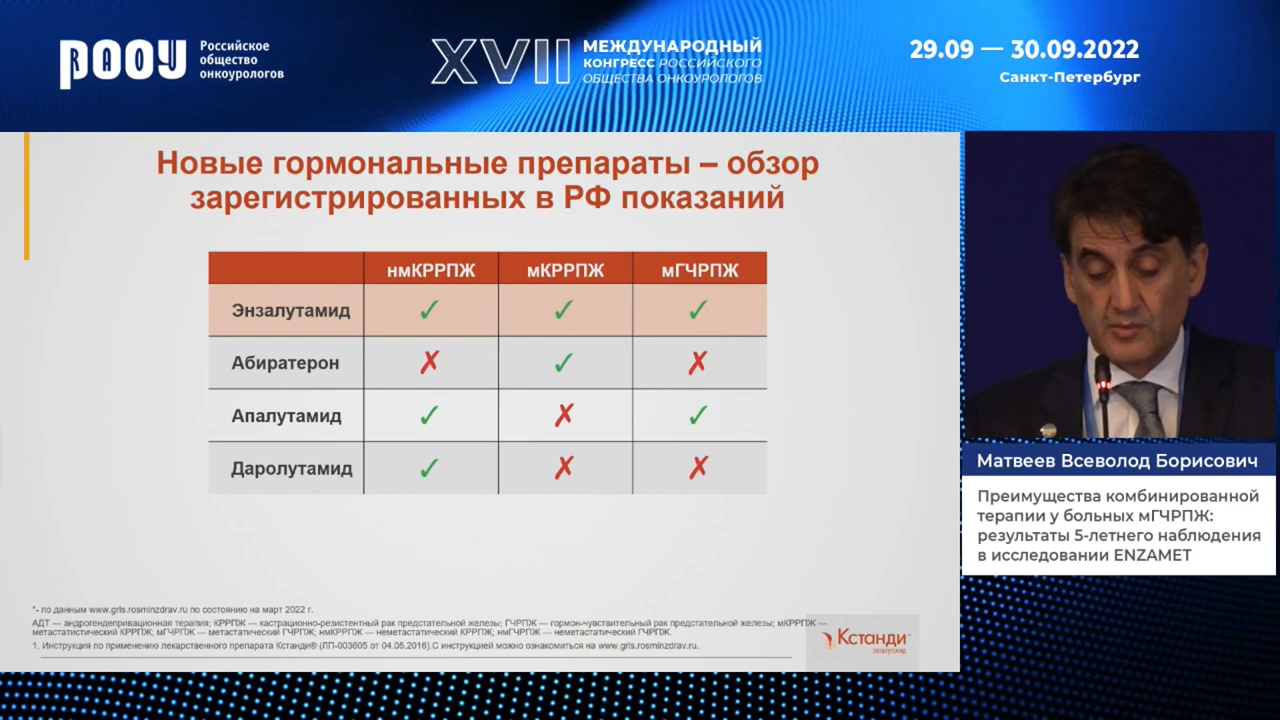 РООУ
RAOU
Российское
общество
онкоурологов
XVII
МЕЖДУНАРОДНЫЙ
КОНГРЕСС РОССИЙСКОГО
ОБЩЕСТВА ОНКОУРОЛОГОВ
29.09 — 30.09.2022
Санкт-Петербург
Новые гормональные препараты – обзор
зарегистрированных в РФ показаний
нмКРРПЖ мКРРПЖ мГЧРПЖ
Энзалутамид ✓ ✓ ✓
Абиратерон ✗ ✓ ✗
Апалутамид ✓ ✗ ✓
Даролутамид ✓ ✗ ✗
*- по данным www.grls.rosminzdrav.ru по состоянию на март 2022 г.
АДТ — андрогендепривационная терапия; КРРПЖ — кастрационно-резистентный рак предстательной железы; ГЧРПЖ — гормон-чувствительный рак предстательной железы; мКРРПЖ —
метастатистический КРРПЖ; мГЧРПЖ — метастатический ГЧРПЖ; нмКРРПЖ — неметастатический КРРПЖ; нмГЧРПЖ — неметастатический ГЧРПЖ.
1. Инструкция по применению лекарственного препарата Кстанди® (ЛП-003605 от 04.05.2016).С инструкцией можно ознакомиться на www.grls.rosminzdrav.ru.
Кстанди™
энзалутамид
Матвеев Всеволод Борисович
Преимущества комбинированной
терапии у больных мГЧРПЖ:
результаты 5-летнего наблюдения
в исследовании ENZAMET